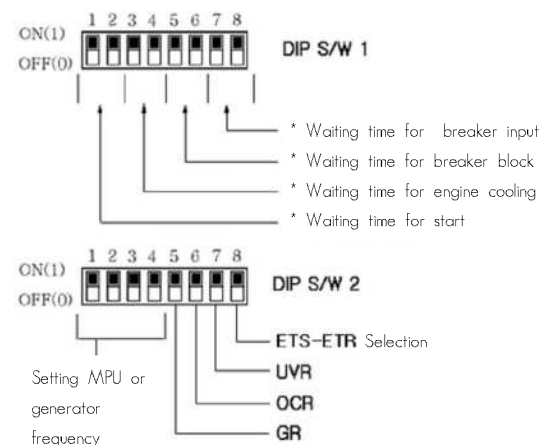 1 2 3 4 5 6 7 8
ON(1)
OFF(0)
DIP S/W 1
* Waiting time for breaker input
* Waiting time for breaker block
* Waiting time for engine cooling
* Waiting time for start
1 2 3 4 5 6 7 8
ON(1)
OFF(0)
DIP S/W 2
ETS-ETR Selection
UVR
OCR
GR
Setting MPU or
generator
frequency